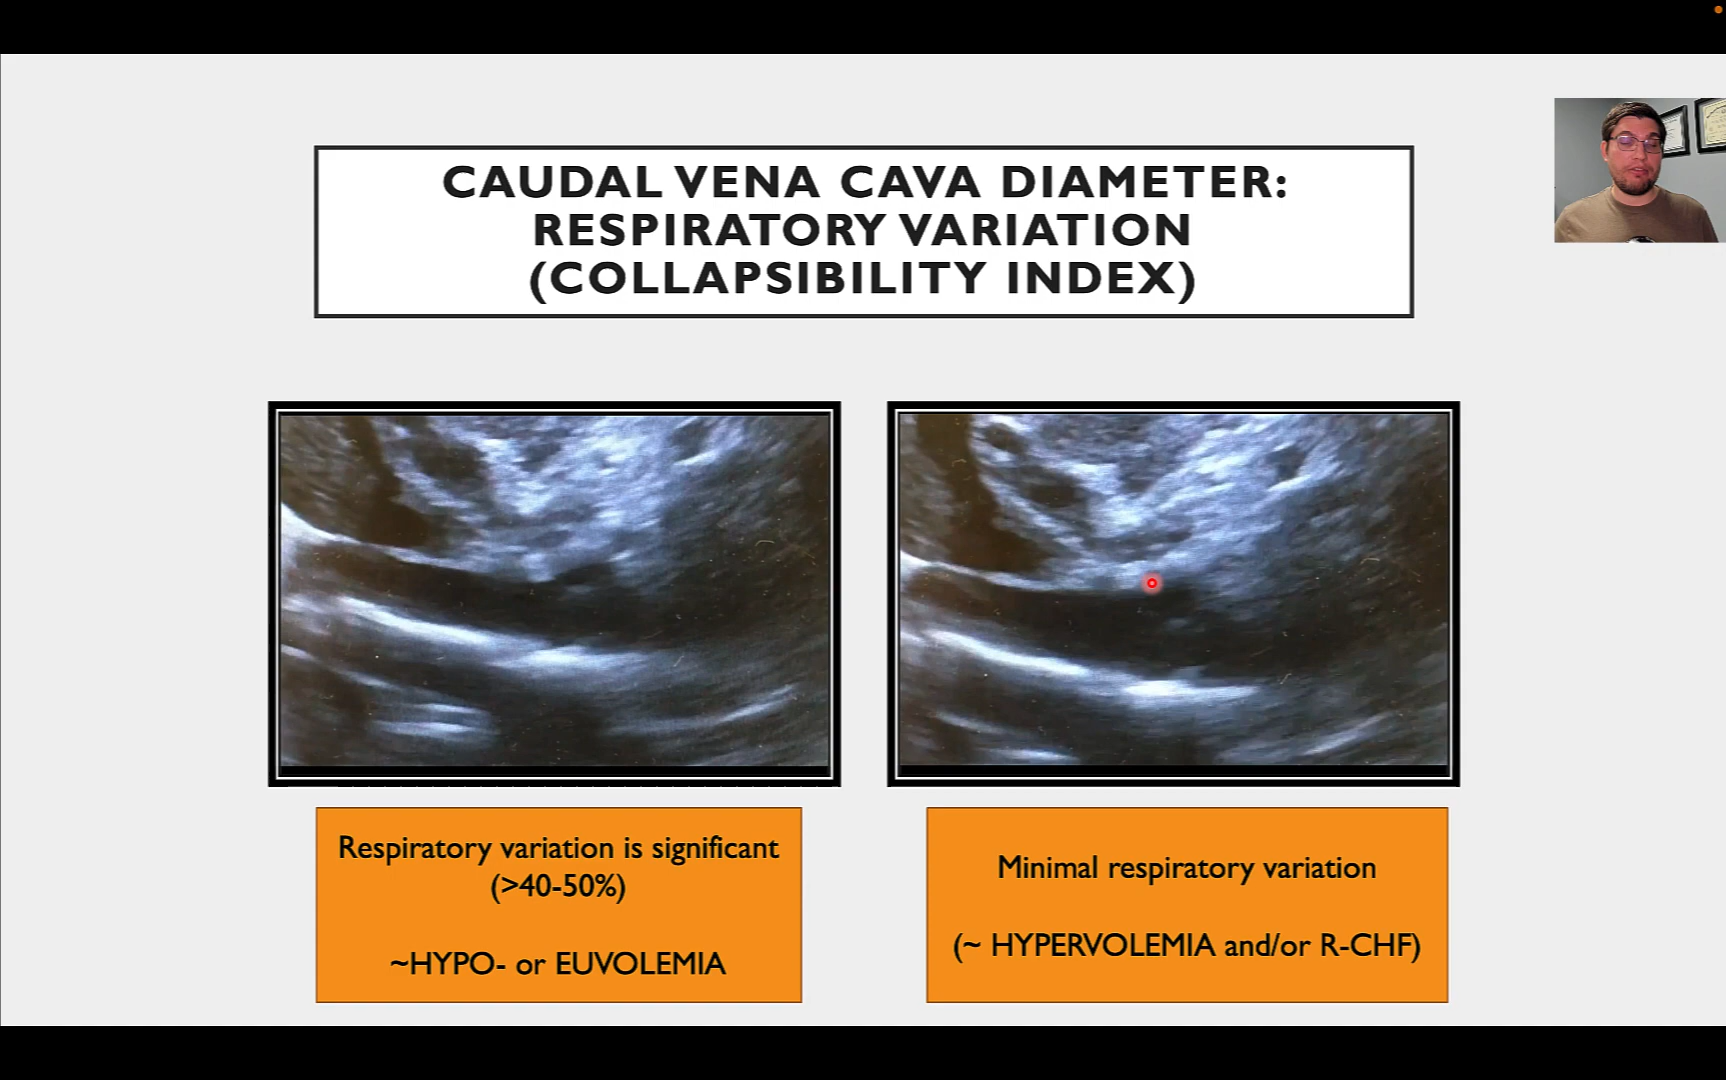 CAUDAL VENA CAVA DIAMETER:
RESPIRATORY VARIATION
(COLLAPSIBILITY INDEX)
Respiratory variation is significant
(>40-50%)
~HYPO- or EUVOLEMIA
Minimal respiratory variation
(~ HYPERVOLEMIA and/or R-CHF)